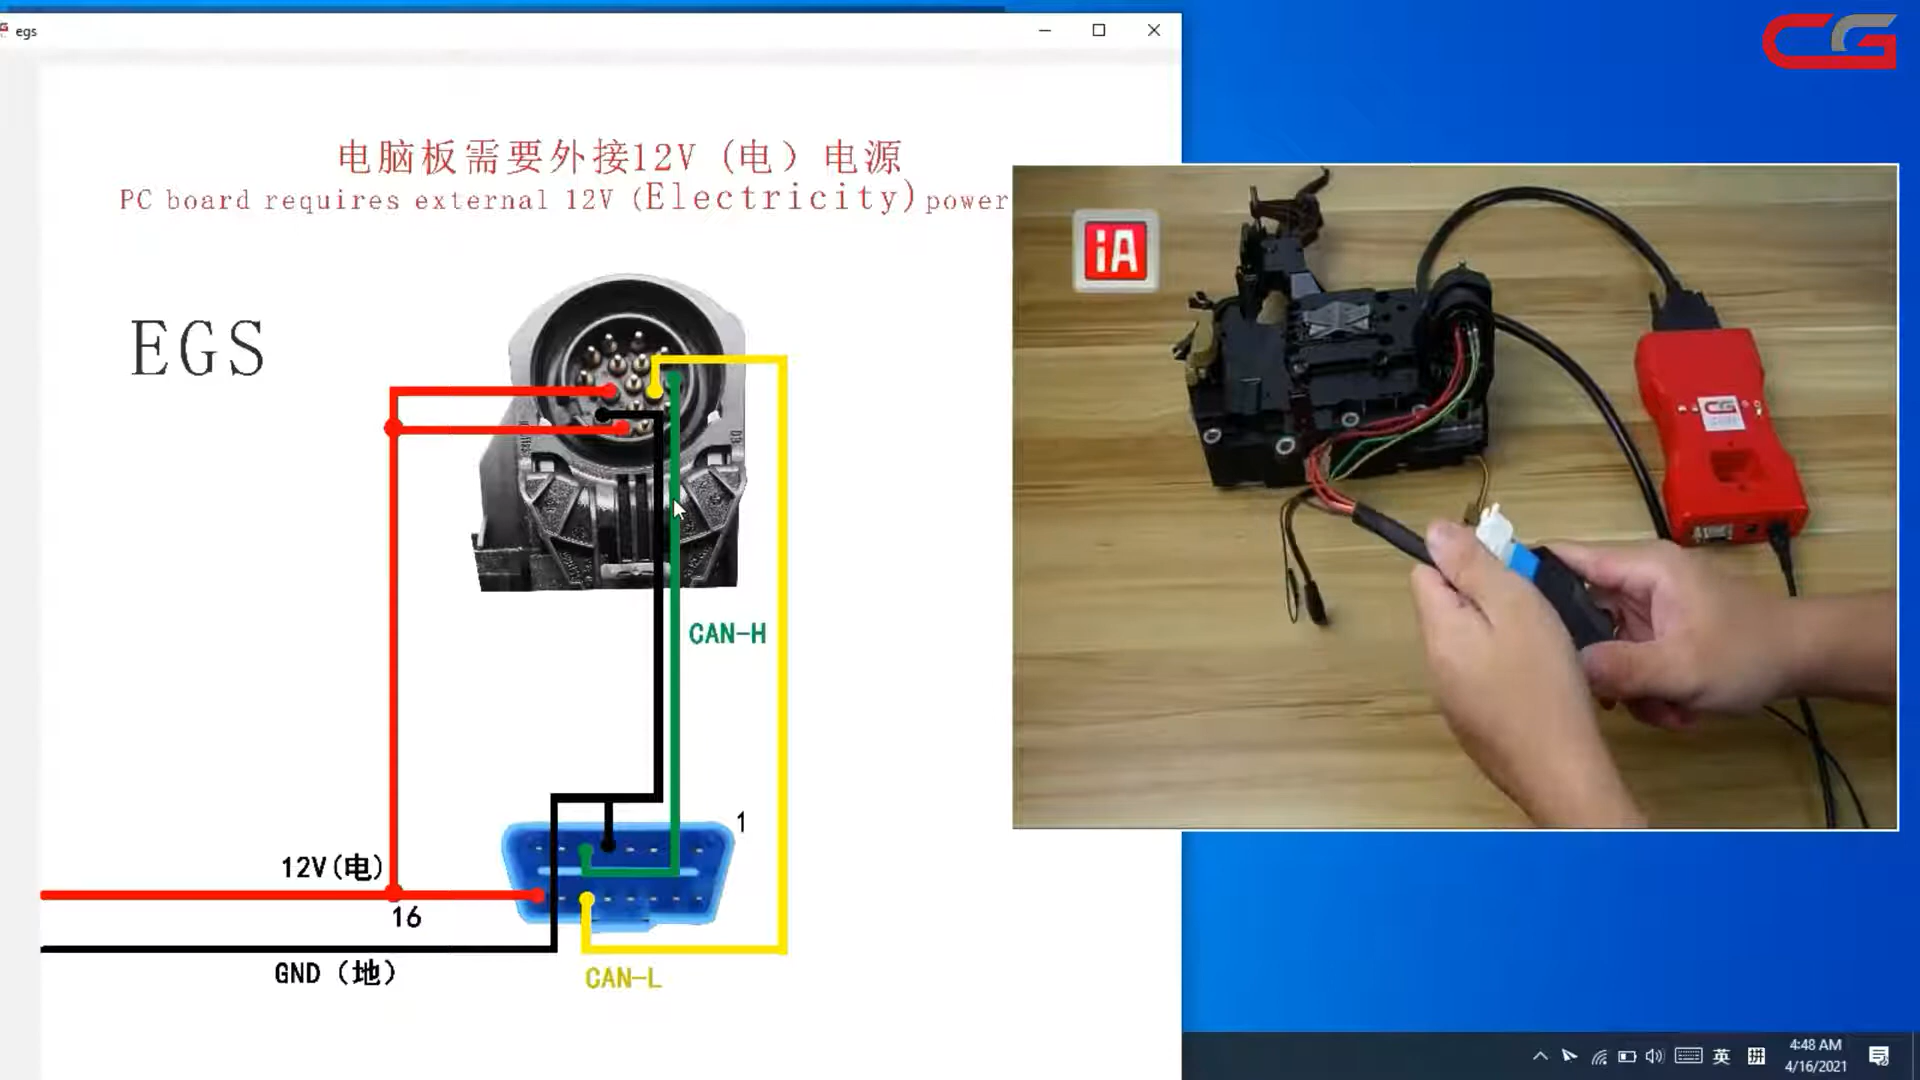 egs
CG
电脑板需要外接12V (电) 电源
PC board requires external 12V (Electricity) power
EGS
iA
CAN-H
1
12V(电)
16
GND (地)
CAN-L
英
拼
4:48 AM
4/16/2021